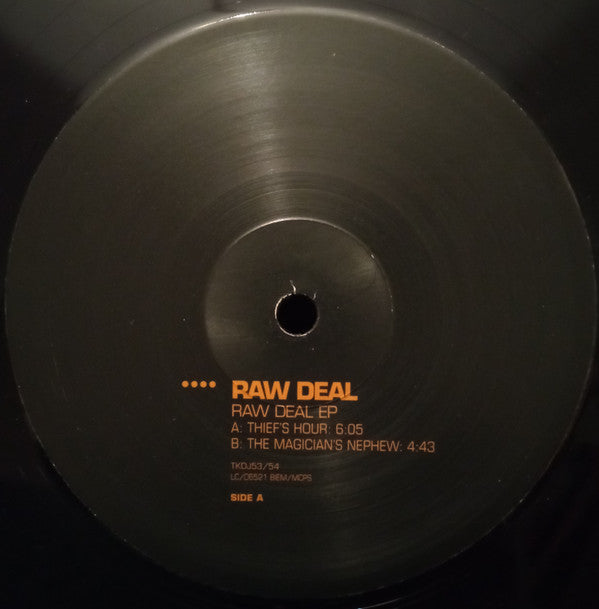 RAW DEAL
RAW DEAL EP
A: THIEF'S HOUR: 6:05
B: THE MAGICIAN'S NEPHEW: 4:43
TKDJ53/54
LC/06521 BIEM/MCPS
SIDE A